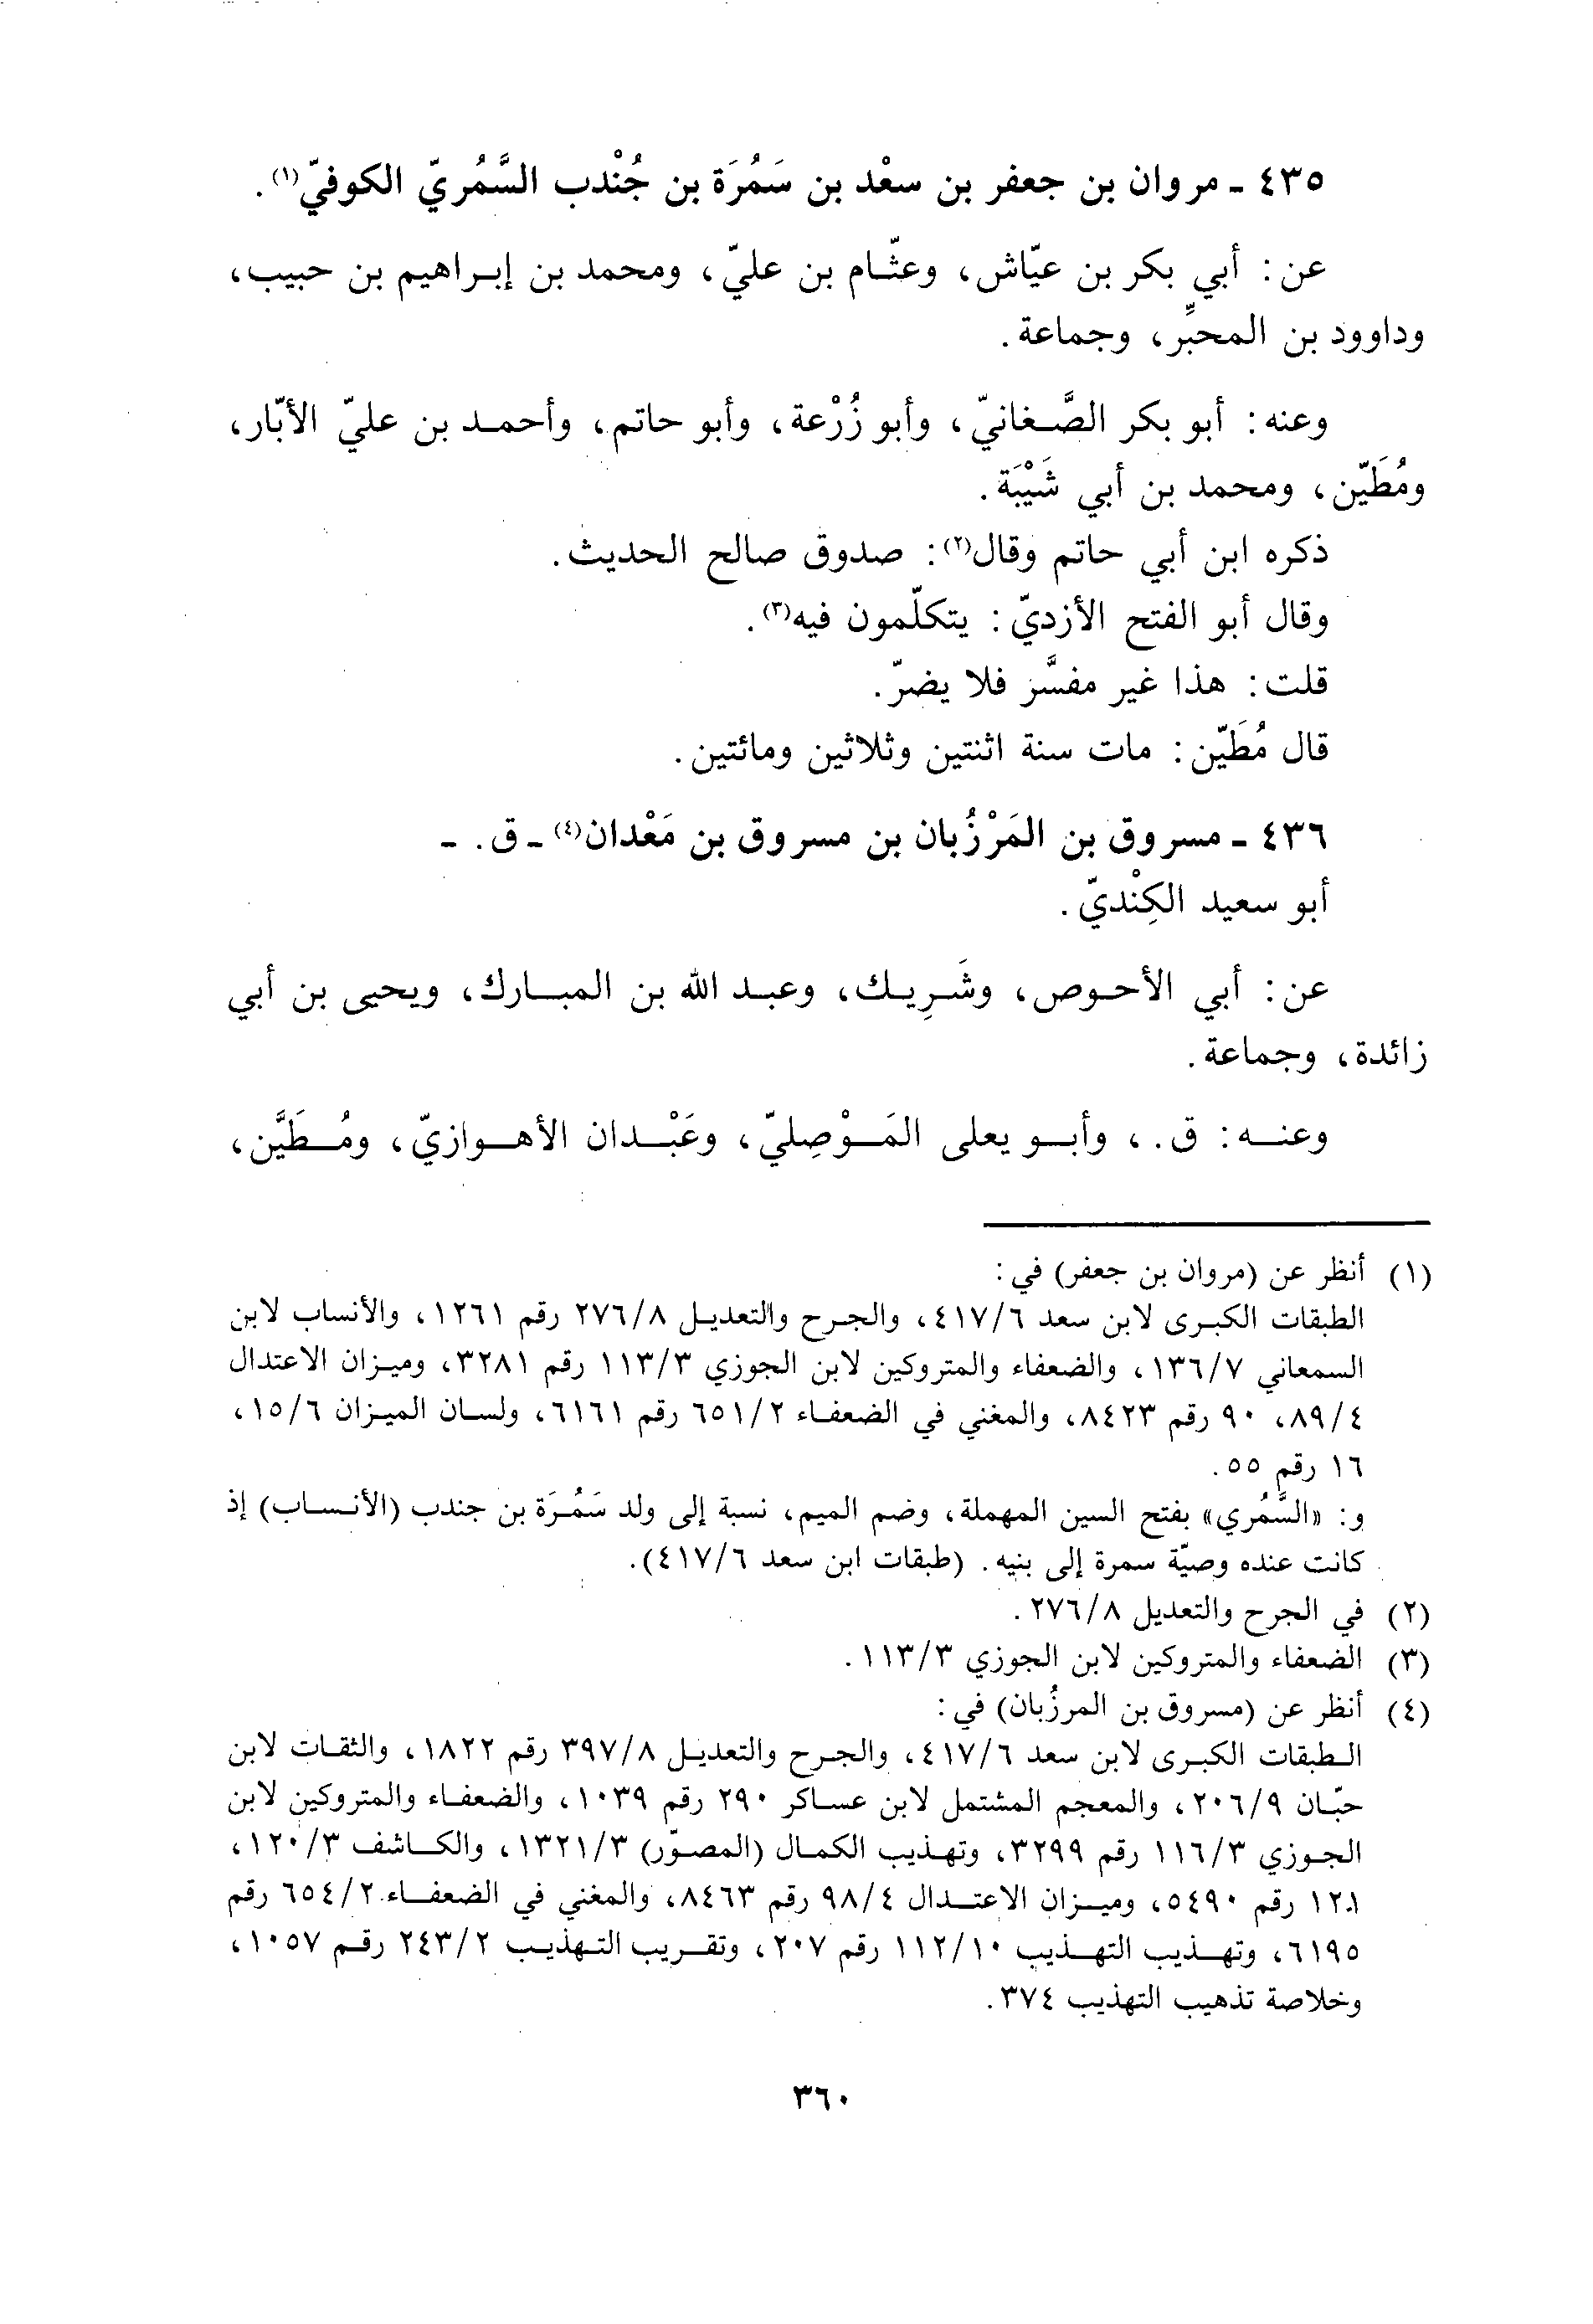 ٤٣٥ ـ مروان بن جعفر بن سعْد بن سَمُرَة بن جُنْدب السَّمُريّ الكوفيّ(١).
عن: أبي بكر بن عيّاش، وعثّام بن عليّ، ومحمد بن إبراهيم بن حبيب،
وداوود بن المحبِّر، وجماعة.
وعنه: أبو بكر الصَّغانيّ، وأبو زُرْعة، وأبو حاتم، وأحمد بن عليّ الأبّار،
ومُطَيّن، ومحمد بن أبي شَيْبَة.
ذكره ابن أبي حاتم وقال(٢): صدوق صالح الحديث.
وقال أبو الفتح الأزديّ: يتكلّمون فيه(٣).
قلت: هذا غير مفسَّر فلا يضرّ.
قال مُطَيّن: مات سنة اثنتين وثلاثين ومائتين.
٤٣٦ ـ مسروق بن المَرْزُبان بن مسروق بن مَعْدان(٤) ـ ق. ـ
أبو سعيد الكِنْديّ.
عن: أبي الأحوص، وشَرِيك، وعبد الله بن المبارك، ويحيى بن أبي
زائدة، وجماعة.
وعنه: ق.، وأبو يعلى المَوْصِليّ، وعَبْدان الأهوازيّ، ومُطَيَّن،
(١) أنظر عن (مروان بن جعفر) في:
الطبقات الكبرى لابن سعد ٤١٧/٦، والجرح والتعديل ٢٧٦/٨ رقم ١٢٦١، والأنساب لابن
السمعاني ١٣٦/٧، والضعفاء والمتروكين لابن الجوزي ١١٣/٣ رقم ٣٢٨١، وميزان الاعتدال
٨٩/٤، ٩٠ رقم ٨٤٢٣، والمغني في الضعفاء ٦٥١/٢ رقم ٦١٦١، ولسان الميزان ١٥/٦،
١٦ رقم ٥٥.
و: «السَّمُري» بفتح السين المهملة، وضم الميم، نسبة إلى ولد سَمُرَة بن جندب (الأنساب) إذ
كانت عنده وصيّة سمرة إلى بنيه. (طبقات ابن سعد ٤١٧/٦).
(٢) في الجرح والتعديل ٢٧٦/٨.
(٣) الضعفاء والمتروكين لابن الجوزي ١١٣/٣.
(٤) أنظر عن (مسروق بن المرزُبان) في:
الطبقات الكبرى لابن سعد ٤١٧/٦، والجرح والتعديل ٣٩٧/٨ رقم ١٨٢٢، والثقات لابن
حبّان ٢٠٦/٩، والمعجم المشتمل لابن عساكر ٢٩٠ رقم ١٠٣٩، والضعفاء والمتروكين لابن
الجوزي ١١٦/٣ رقم ٣٢٩٩، وتهذيب الكمال (المصوّر) ١٣٢١/٣، والكاشف ١٢٠/٣،
١٢١ رقم ٥٤٩٠، وميزان الاعتدال ٩٨/٤ رقم ٨٤٦٣، والمغني في الضعفاء ٦٥٤/٢ رقم
٦١٩٥، وتهذيب التهذيب ١١٢/١٠ رقم ٢٠٧، وتقريب التهذيب ٢٤٣/٢ رقم ١٠٥٧،
وخلاصة تذهيب التهذيب ٣٧٤.
٣٦٠